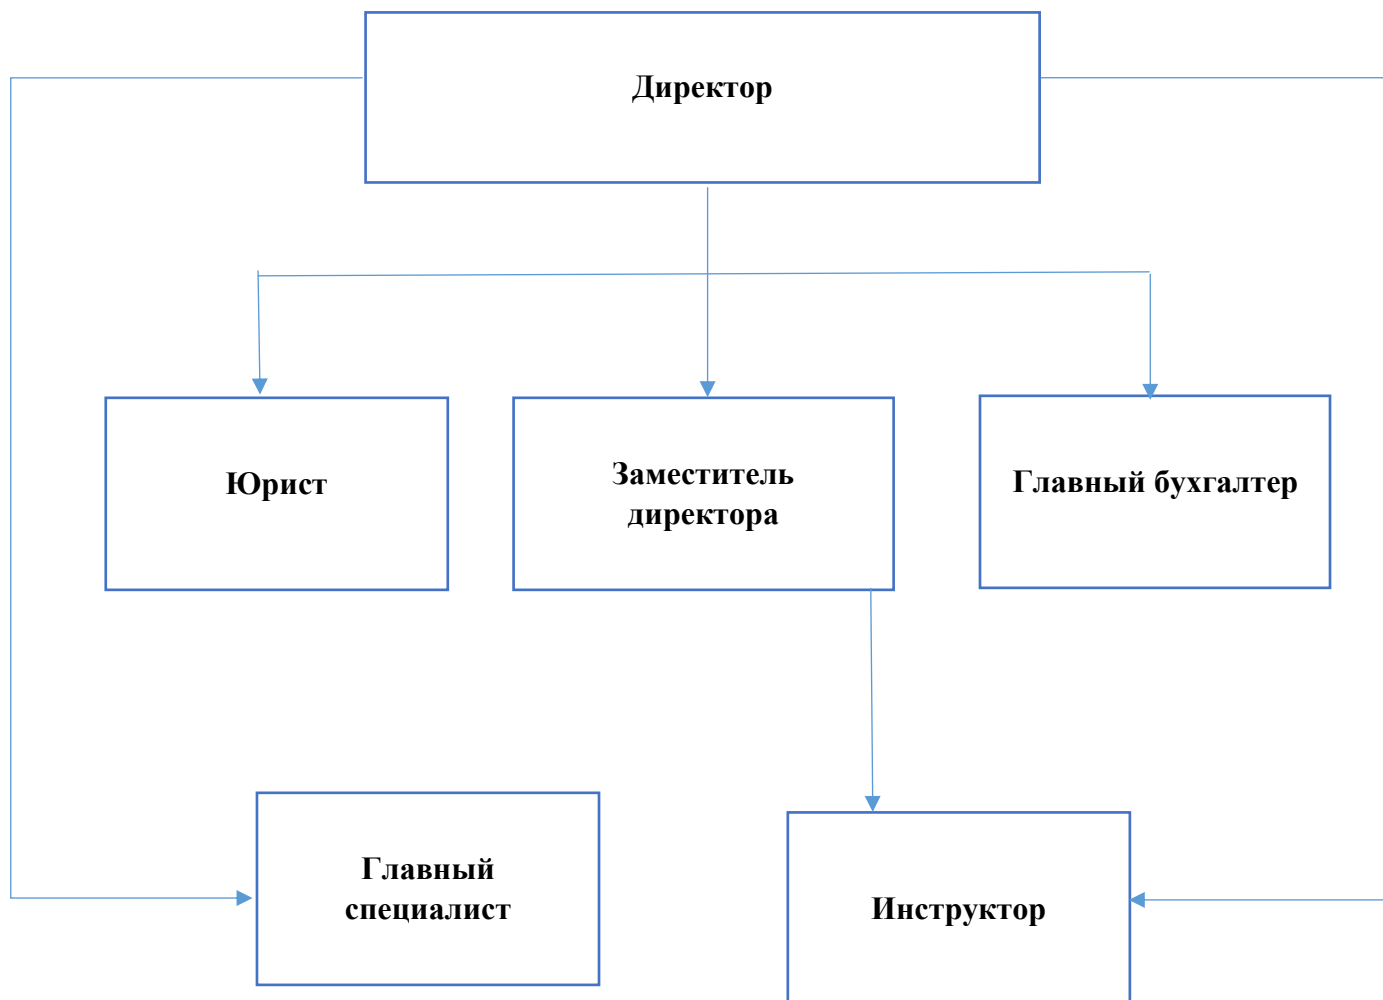 Директор
Юрист
Заместитель
директора
Главный бухгалтер
Главный
специалист
Инструктор